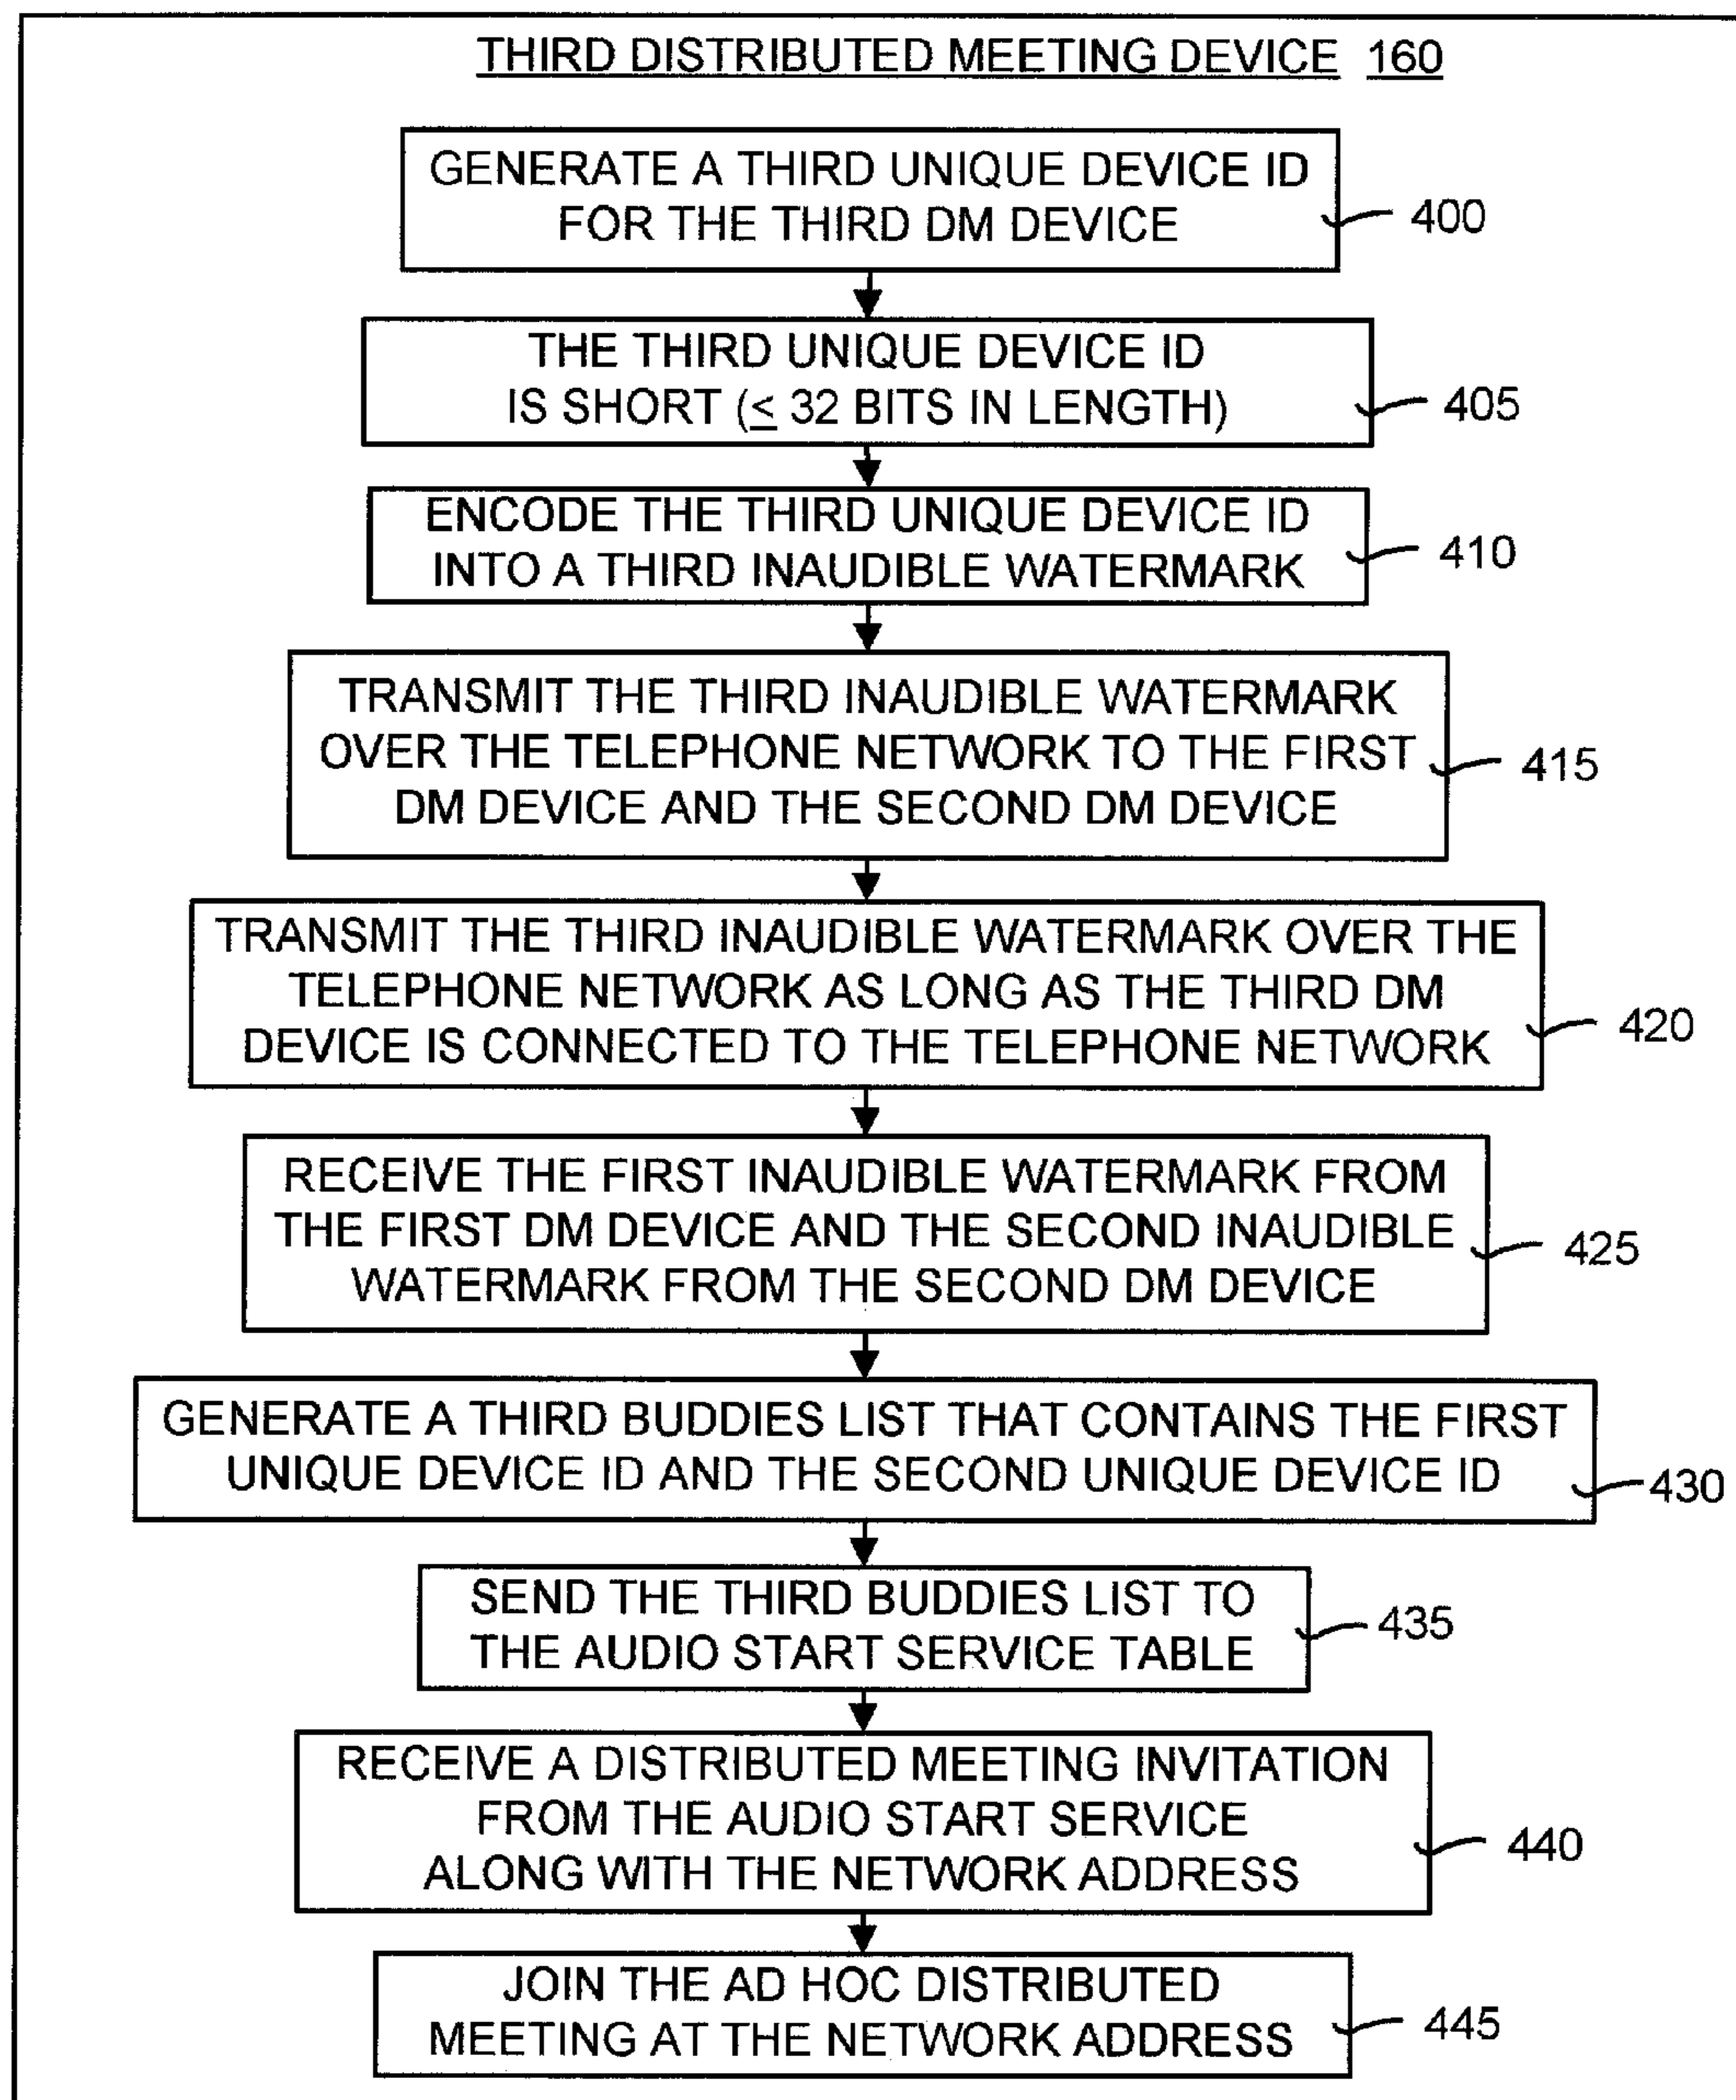 THIRD DISTRIBUTED MEETING DEVICE 160
GENERATE A THIRD UNIQUE DEVICE ID
FOR THE THIRD DM DEVICE
400
THE THIRD UNIQUE DEVICE ID
IS SHORT (≤ 32 BITS IN LENGTH)
405
ENCODE THE THIRD UNIQUE DEVICE ID
INTO A THIRD INAUDIBLE WATERMARK
410
TRANSMIT THE THIRD INAUDIBLE WATERMARK
OVER THE TELEPHONE NETWORK TO THE FIRST
DM DEVICE AND THE SECOND DM DEVICE
415
TRANSMIT THE THIRD INAUDIBLE WATERMARK OVER THE
TELEPHONE NETWORK AS LONG AS THE THIRD DM
DEVICE IS CONNECTED TO THE TELEPHONE NETWORK
420
RECEIVE THE FIRST INAUDIBLE WATERMARK FROM
THE FIRST DM DEVICE AND THE SECOND INAUDIBLE
WATERMARK FROM THE SECOND DM DEVICE
425
GENERATE A THIRD BUDDIES LIST THAT CONTAINS THE FIRST
UNIQUE DEVICE ID AND THE SECOND UNIQUE DEVICE ID
430
SEND THE THIRD BUDDIES LIST TO
THE AUDIO START SERVICE TABLE
435
RECEIVE A DISTRIBUTED MEETING INVITATION
FROM THE AUDIO START SERVICE
ALONG WITH THE NETWORK ADDRESS
440
JOIN THE AD HOC DISTRIBUTED
MEETING AT THE NETWORK ADDRESS
445